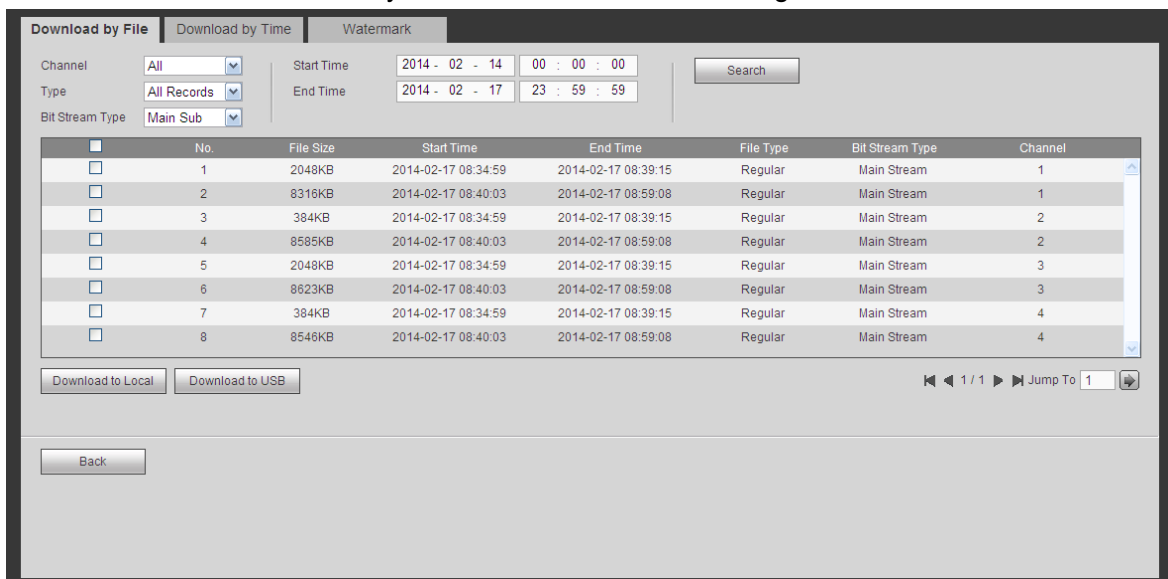 Download by File Download by Time Watermark
Channel All Start Time 2014 - 02 - 14 00 : 00 : 00 Search
Type All Records End Time 2014 - 02 - 17 23 : 59 : 59
Bit Stream Type Main Sub
No. File Size Start Time End Time File Type Bit Stream Type Channel
1 2048KB 2014-02-17 08:34:59 2014-02-17 08:39:15 Regular Main Stream 1
2 8316KB 2014-02-17 08:40:03 2014-02-17 08:59:08 Regular Main Stream 1
3 384KB 2014-02-17 08:34:59 2014-02-17 08:39:15 Regular Main Stream 2
4 8585KB 2014-02-17 08:40:03 2014-02-17 08:59:08 Regular Main Stream 2
5 2048KB 2014-02-17 08:34:59 2014-02-17 08:39:15 Regular Main Stream 3
6 8623KB 2014-02-17 08:40:03 2014-02-17 08:59:08 Regular Main Stream 3
7 384KB 2014-02-17 08:34:59 2014-02-17 08:39:15 Regular Main Stream 4
8 8546KB 2014-02-17 08:40:03 2014-02-17 08:59:08 Regular Main Stream 4
Download to Local Download to USB 1 / 1 Jump To 1
Back